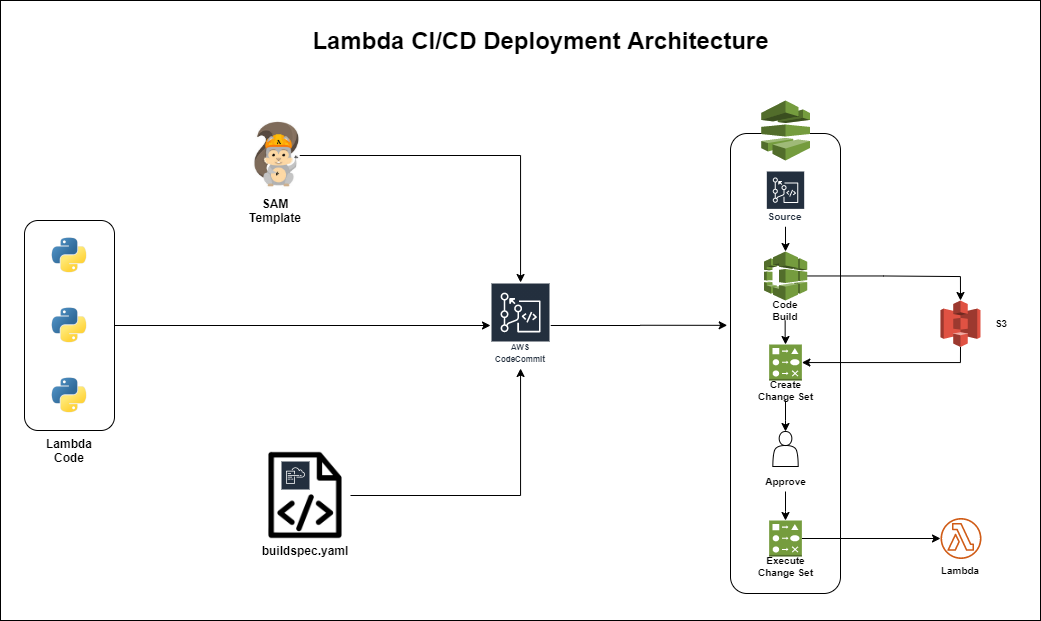 Lambda CI/CD Deployment Architecture
SAM
Template
Lambda
Code
AWS
CodeCommit
buildspec.yaml
Source
Code
Build
S3
Create
Change Set
Approve
Execute
Change Set
Lambda